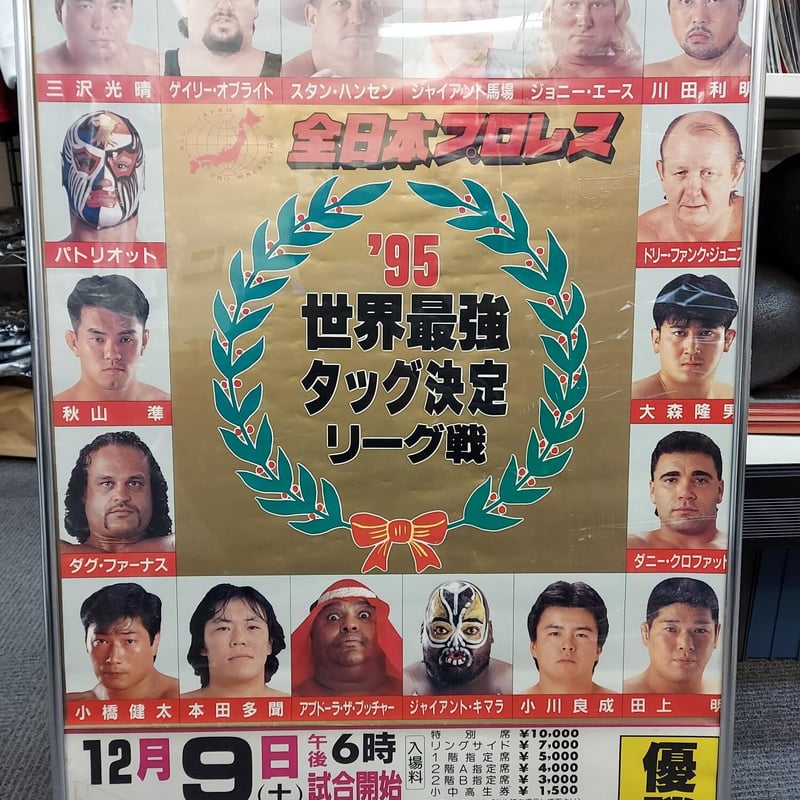 三沢光晴
ゲイリー・オブライト
スタン・ハンセン
ジャイアント馬場
ジョニー・エース
川田利明
ALL JAPAN PRO WRESTLING
全日本プロレス
パトリオット
ドリー・ファンク・ジュニア
'95
世界最強
タッグ決定
リーグ戦
秋山準
大森隆男
ダグ・ファーナス
ダニー・クロファット
小橋健太
本田多聞
アブドーラ・ザ・ブッチャー
ジャイアント・キマラ
小川良成
田上明
12月9日(土)
午後6時
試合開始
入場料
特別席 ¥10,000
リングサイド ¥7,000
1階指定席 ¥5,000
2階A指定席 ¥4,000
2階B指定席 ¥3,000
小中高生券 ¥1,500
優